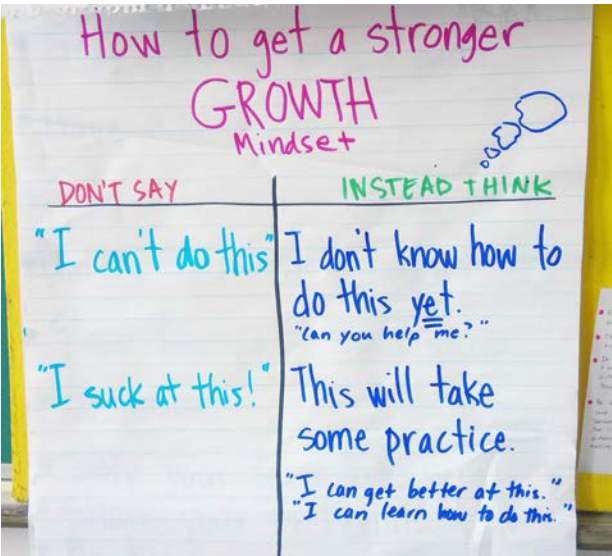 How to get a stronger
GROWTH
Mindset
DON'T SAY
INSTEAD THINK
"I can't do this"
I don't know how to
do this yet.
"Can you help me?"
"I suck at this!"
This will take
some practice.
"I can get better at this."
"I can learn how to do this."